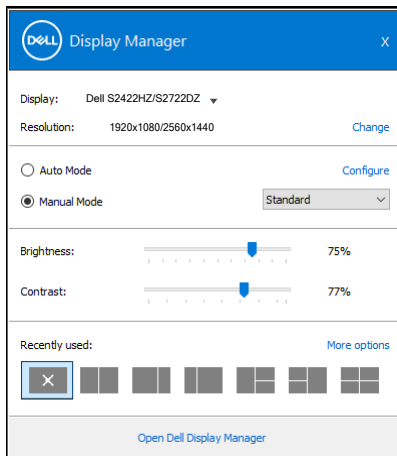 DELL Display Manager X
Display: Dell S2422HZ/S2722DZ
Resolution: 1920x1080/2560x1440 Change
Auto Mode Configure
Manual Mode Standard
Brightness: 75%
Contrast: 77%
Recently used: More options
Open Dell Display Manager